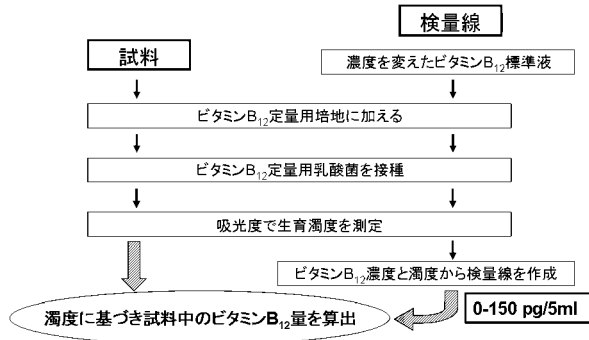 検量線
試料
濃度を変えたビタミンB12標準液
ビタミンB12定量用培地に加える
ビタミンB12定量用乳酸菌を接種
吸光度で生育濁度を測定
ビタミンB12濃度と濁度から検量線を作成
0-150 pg/5ml
濁度に基づき試料中のビタミンB12量を算出